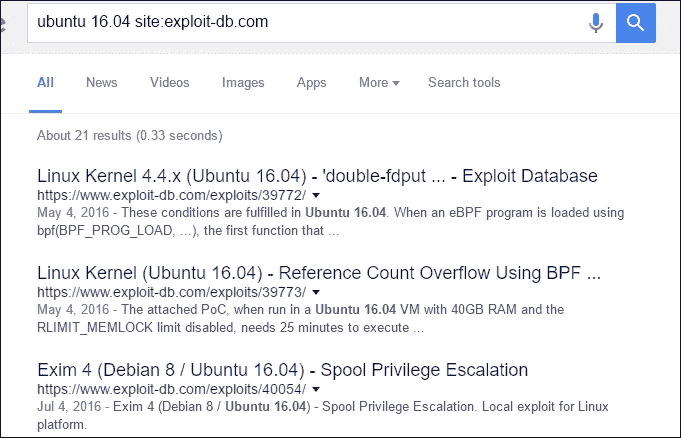 ubuntu 16.04 site:exploit-db.com
All News Videos Images Apps More Search tools
About 21 results (0.33 seconds)
Linux Kernel 4.4.x (Ubuntu 16.04) - 'double-fdput ... - Exploit Database
https://www.exploit-db.com/exploits/39772/
May 4, 2016 - These conditions are fulfilled in Ubuntu 16.04. When an eBPF program is loaded using
bpf(BPF_PROG_LOAD, ...), the first function that ...
Linux Kernel (Ubuntu 16.04) - Reference Count Overflow Using BPF ...
https://www.exploit-db.com/exploits/39773/
May 4, 2016 - The attached PoC, when run in a Ubuntu 16.04 VM with 40GB RAM and the
RLIMIT_MEMLOCK limit disabled, needs 25 minutes to execute ...
Exim 4 (Debian 8 / Ubuntu 16.04) - Spool Privilege Escalation
https://www.exploit-db.com/exploits/40054/
Jul 4, 2016 - Exim 4 (Debian 8 / Ubuntu 16.04) - Spool Privilege Escalation. Local exploit for Linux
platform.